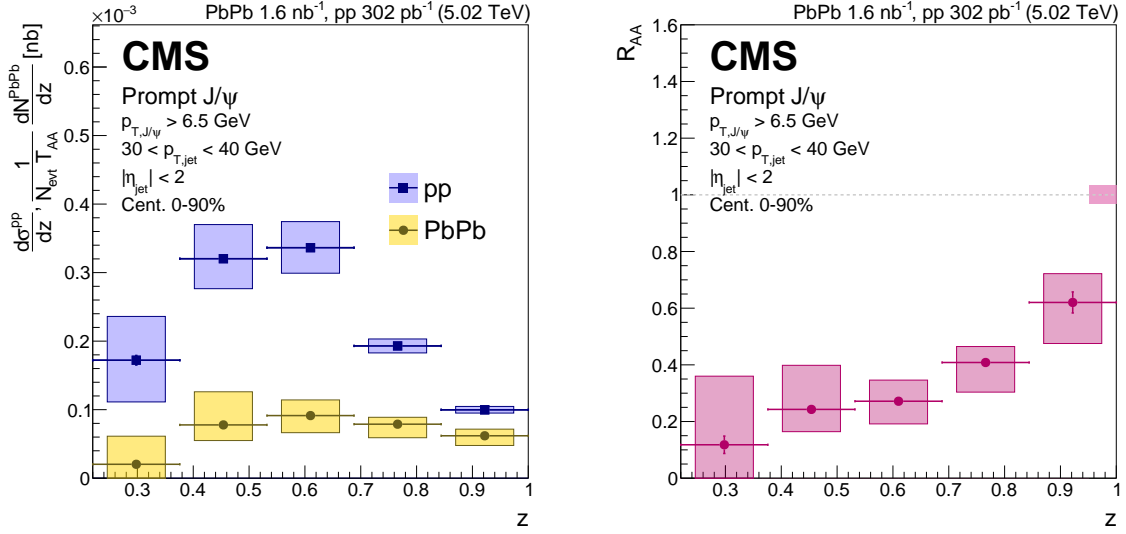 PbPb 1.6 nb⁻¹, pp 302 pb⁻¹ (5.02 TeV)
×10⁻³
CMS
Prompt J/ψ
p_T,J/ψ > 6.5 GeV
30 < p_T,jet < 40 GeV
|η_jet| < 2
Cent. 0-90%
pp
PbPb
dσ^pp/dz, 1/(N_evt T_AA) dN^PbPb/dz [nb]
0.6
0.5
0.4
0.3
0.2
0.1
0
0.3 0.4 0.5 0.6 0.7 0.8 0.9 1
z
PbPb 1.6 nb⁻¹, pp 302 pb⁻¹ (5.02 TeV)
CMS
Prompt J/ψ
p_T,J/ψ > 6.5 GeV
30 < p_T,jet < 40 GeV
|η_jet| < 2
Cent. 0-90%
R_AA
1.6
1.4
1.2
1
0.8
0.6
0.4
0.2
0
0.3 0.4 0.5 0.6 0.7 0.8 0.9 1
z